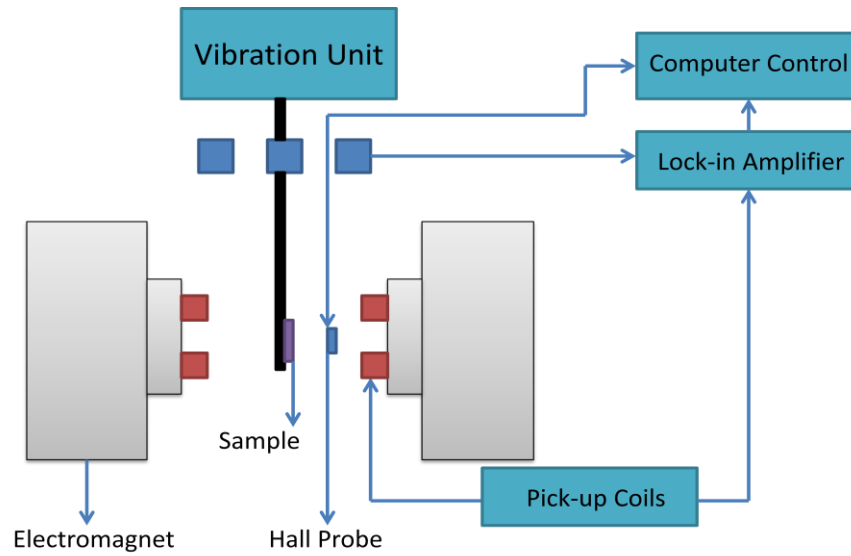 Vibration Unit
Computer Control
Lock-in Amplifier
Sample
Pick-up Coils
Electromagnet
Hall Probe